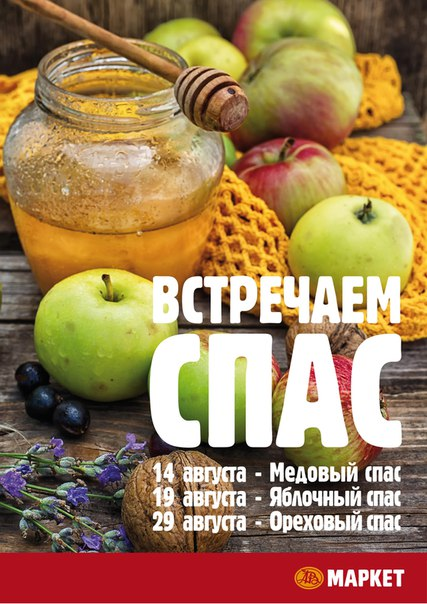 ВСТРЕЧАЕМ
СПАС
14 августа - Медовый спас
19 августа - Яблочный спас
29 августа - Ореховый спас
МАРКЕТ